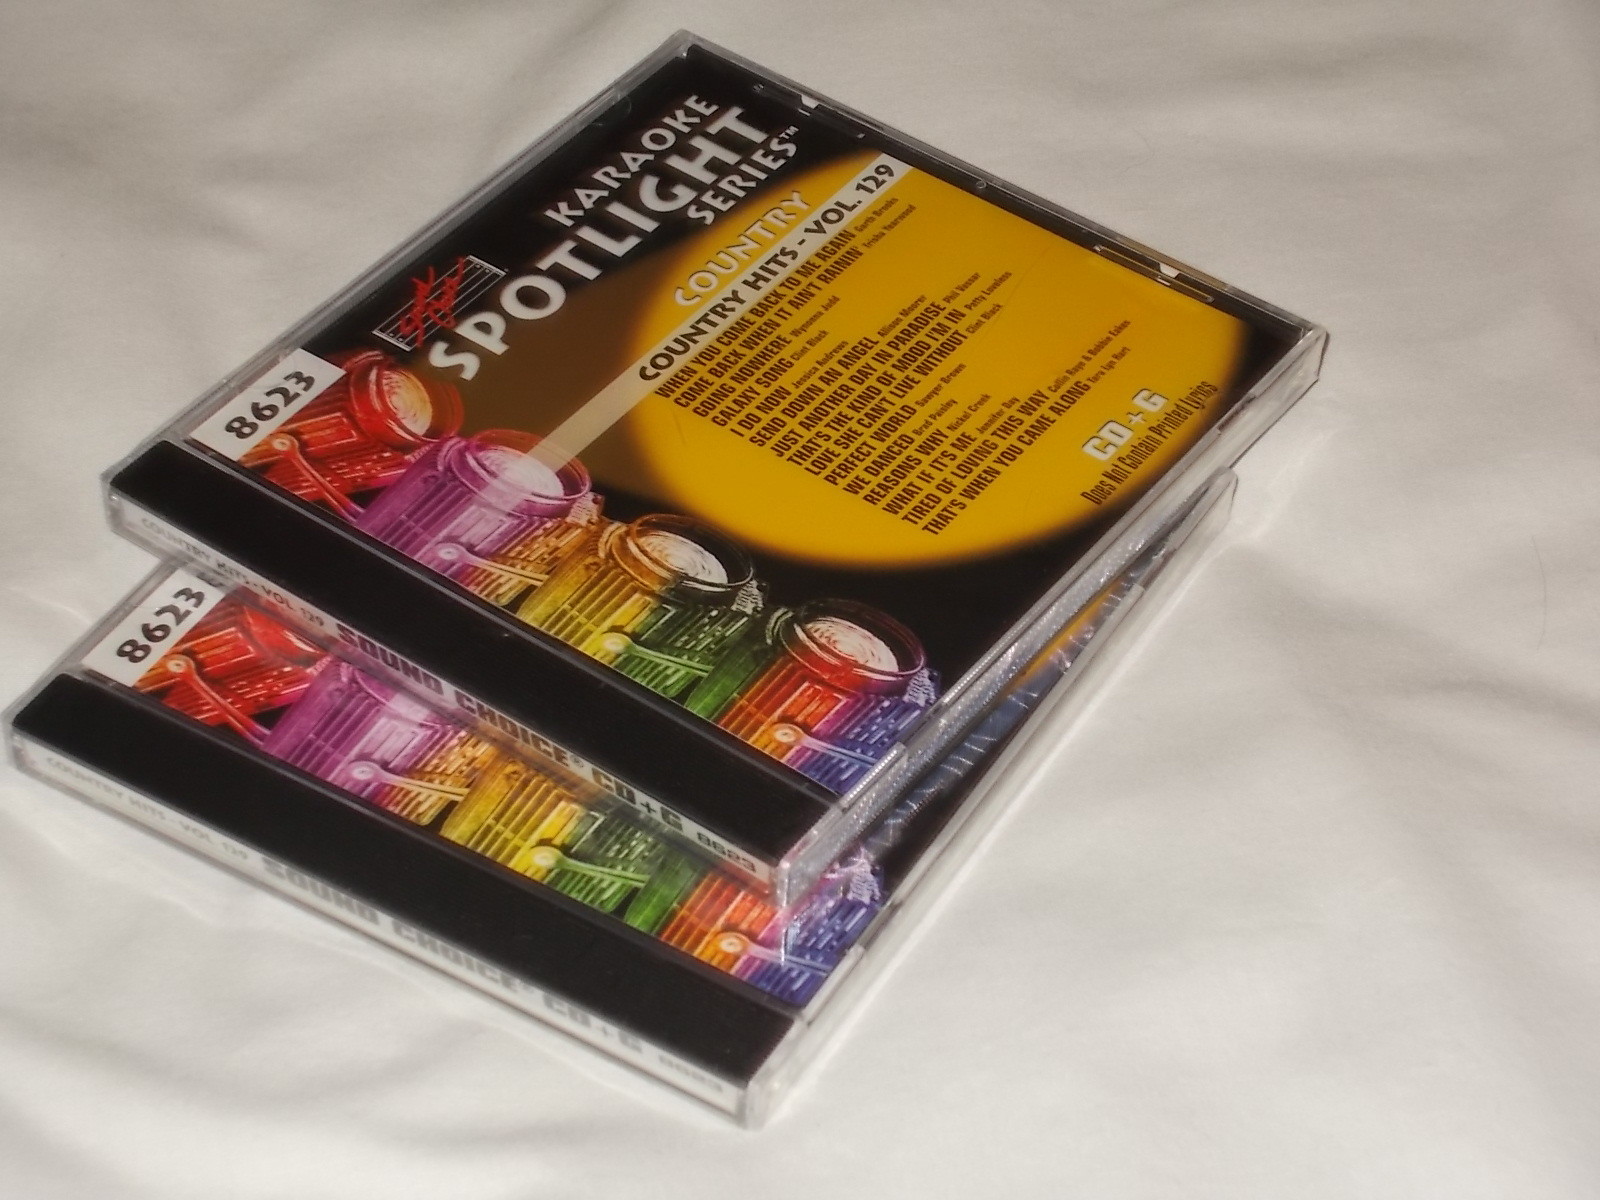 KARAOKE
SPOTLIGHT
SERIES™
8623
COUNTRY
COUNTRY HITS - VOL. 129
WHEN YOU COME BACK TO ME AGAIN Garth Brooks
COME BACK WHEN IT AIN'T RAININ' Trisha Yearwood
GOING NOWHERE Wynonna Judd
GALAXY SONG Clint Black
I DO NOW Jessica Andrews
SEND DOWN AN ANGEL Allison Moorer
JUST ANOTHER DAY IN PARADISE Phil Vassar
THAT'S THE KIND OF MOOD I'M IN Patty Loveless
LOVE SHE CAN'T LIVE WITHOUT Clint Black
PERFECT WORLD Sawyer Brown
WE DANCED Brad Paisley
REASONS WHY Nickel Creek
WHAT IF IT'S ME Jennifer Day
TIRED OF LOVING THIS WAY Collin Raye & Bobbie Eakes
THAT'S WHEN YOU CAME ALONG Tara Lyn Hart
CD+G
Does Not Contain Printed Lyrics
COUNTRY HITS - VOL. 129 SOUND CHOICE® CD+G 8623
8623
COUNTRY HITS - VOL. 129 SOUND CHOICE® CD+G 8623